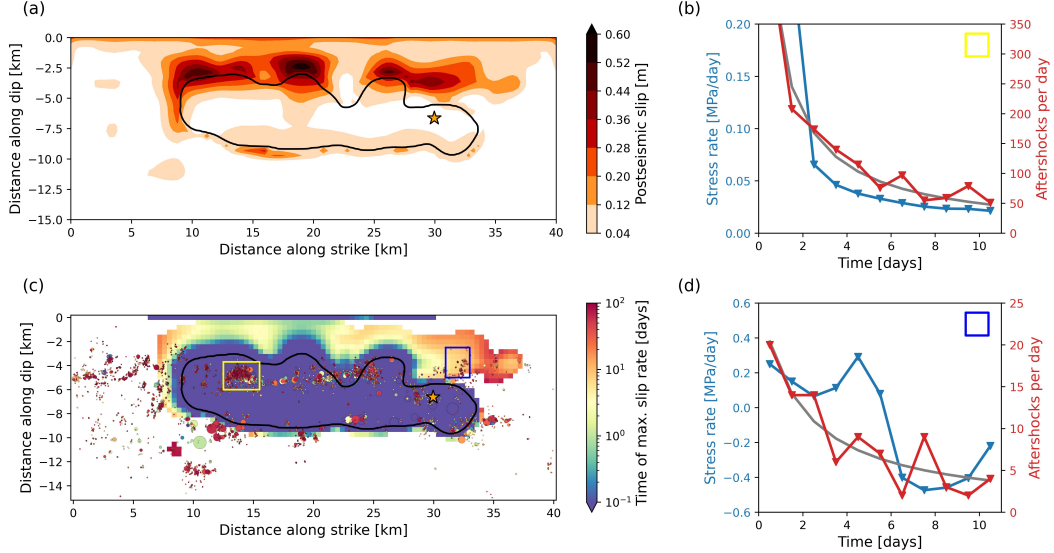 (a)
0.0
−2.5
−5.0
−7.5
−10.0
−12.5
−15.0
Distance along dip [km]
0 5 10 15 20 25 30 35 40
Distance along strike [km]
0.60
0.52
0.44
0.36
0.28
0.20
0.12
0.04
Postseismic slip [m]
(b)
0.20
0.15
0.10
0.05
0.00
Stress rate [MPa/day]
350
300
250
200
150
100
50
0
Aftershocks per day
0 2 4 6 8 10
Time [days]
(c)
0
−2
−4
−6
−8
−10
−12
−14
Distance along dip [km]
0 5 10 15 20 25 30 35 40
Distance along strike [km]
10²
10¹
10⁰
10⁻¹
Time of max. slip rate [days]
(d)
0.6
0.4
0.2
0.0
−0.2
−0.4
−0.6
Stress rate [MPa/day]
25
20
15
10
5
0
Aftershocks per day
0 2 4 6 8 10
Time [days]